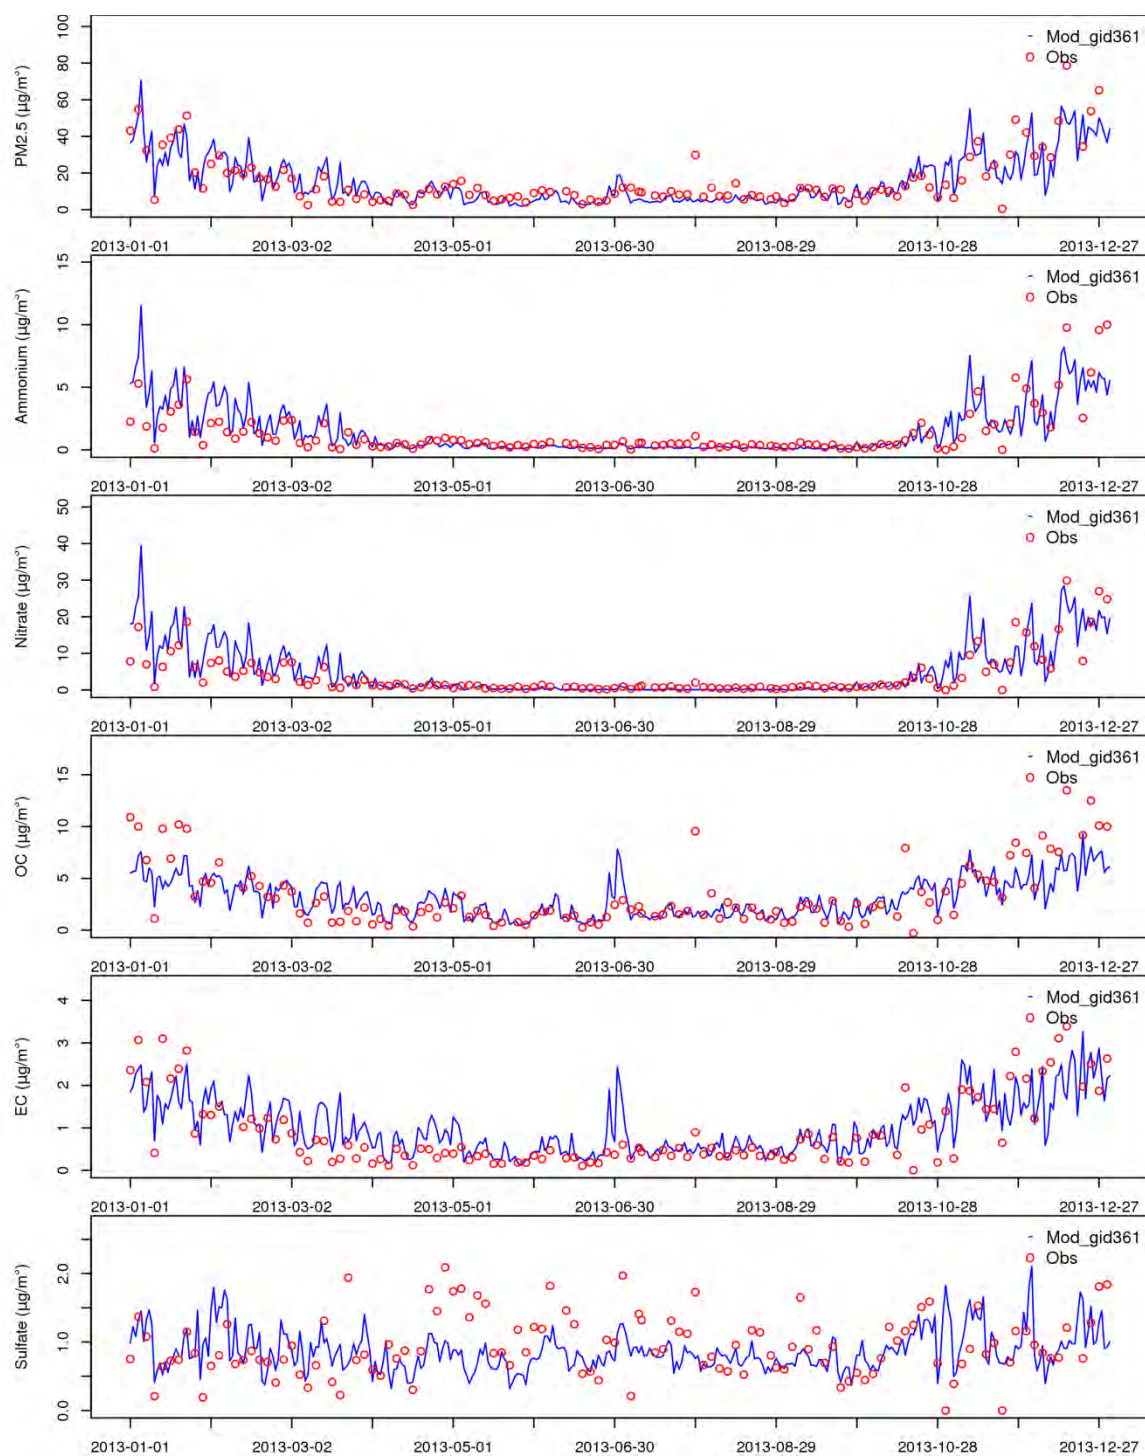 100
80
60
40
20
0
PM2.5 (µg/m³)
Mod_gid361
Obs
2013-01-01 2013-03-02 2013-05-01 2013-06-30 2013-08-29 2013-10-28 2013-12-27
15
10
5
0
Ammonium (µg/m³)
Mod_gid361
Obs
2013-01-01 2013-03-02 2013-05-01 2013-06-30 2013-08-29 2013-10-28 2013-12-27
50
40
30
20
10
0
Nitrate (µg/m³)
Mod_gid361
Obs
2013-01-01 2013-03-02 2013-05-01 2013-06-30 2013-08-29 2013-10-28 2013-12-27
15
10
5
0
OC (µg/m³)
Mod_gid361
Obs
2013-01-01 2013-03-02 2013-05-01 2013-06-30 2013-08-29 2013-10-28 2013-12-27
4
3
2
1
0
EC (µg/m³)
Mod_gid361
Obs
2013-01-01 2013-03-02 2013-05-01 2013-06-30 2013-08-29 2013-10-28 2013-12-27
2.0
1.0
0.0
Sulfate (µg/m³)
Mod_gid361
Obs
2013-01-01 2013-03-02 2013-05-01 2013-06-30 2013-08-29 2013-10-28 2013-12-27